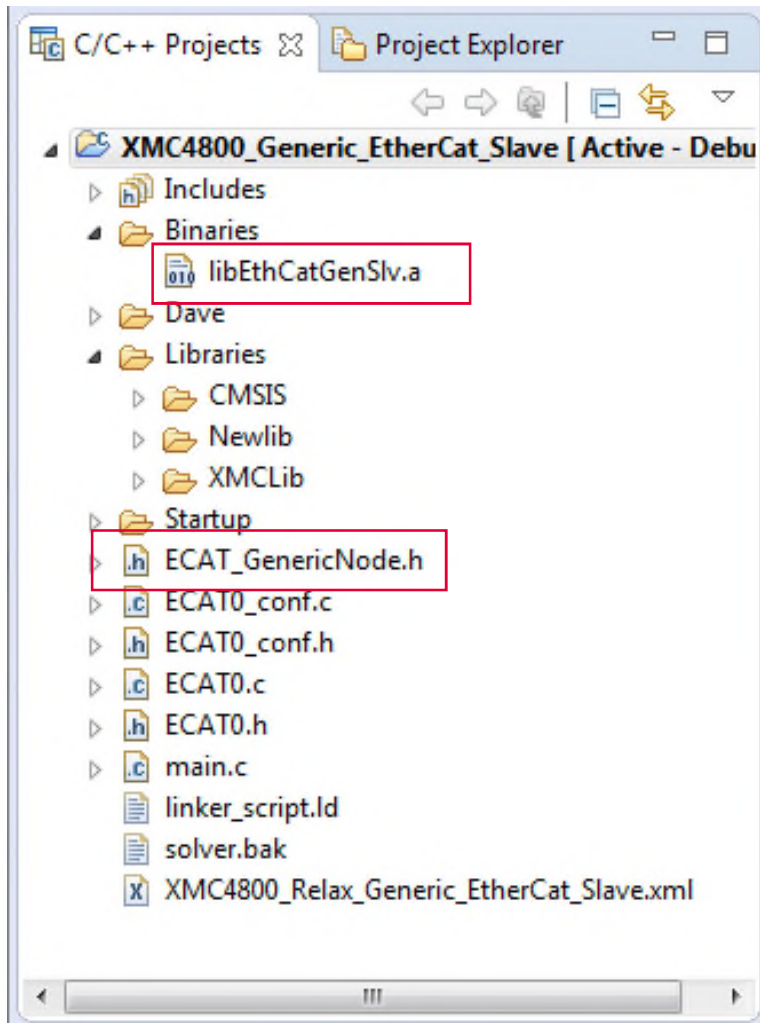 C/C++ Projects Project Explorer
XMC4800_Generic_EtherCat_Slave [ Active - Debu
Includes
Binaries
010 libEthCatGenSlv.a
Dave
Libraries
CMSIS
Newlib
XMCLib
Startup
.h ECAT_GenericNode.h
.c ECAT0_conf.c
.h ECAT0_conf.h
.c ECAT0.c
.h ECAT0.h
.c main.c
linker_script.ld
solver.bak
X XMC4800_Relax_Generic_EtherCat_Slave.xml